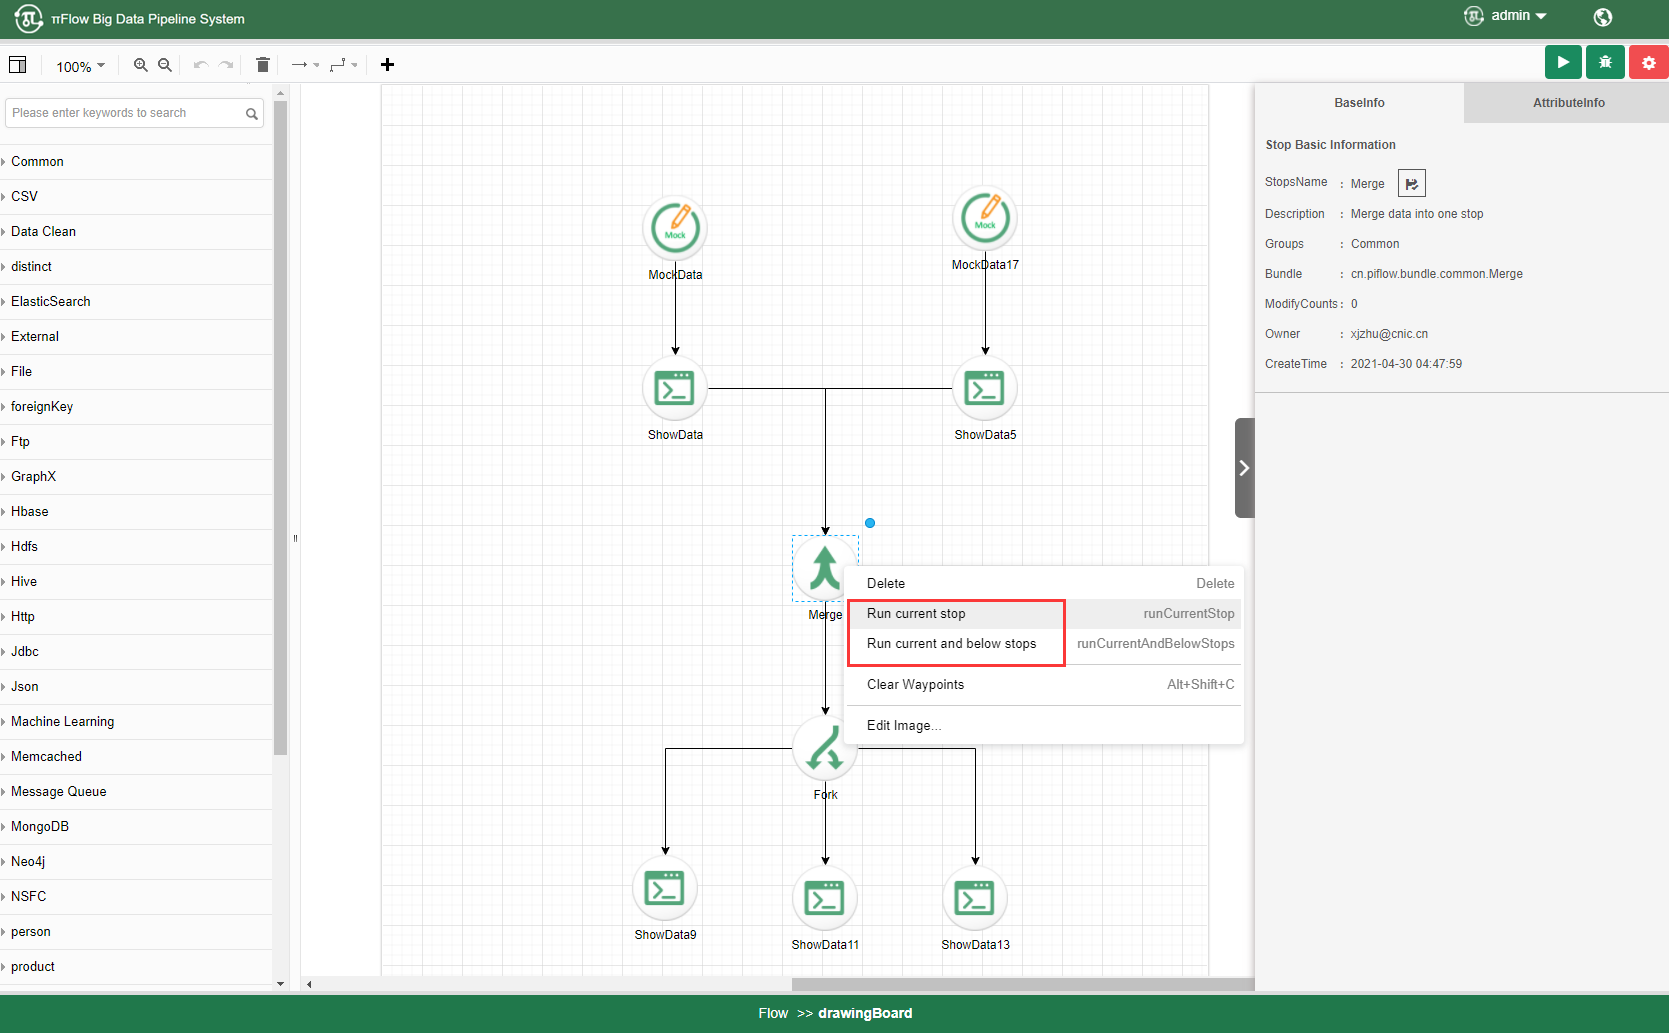 πFlow Big Data Pipeline System
admin
100%
Please enter keywords to search
Common
CSV
Data Clean
distinct
ElasticSearch
External
File
foreignKey
Ftp
GraphX
Hbase
Hdfs
Hive
Http
Jdbc
Json
Machine Learning
Memcached
Message Queue
MongoDB
Neo4j
NSFC
person
product
Mock
MockData
Mock
MockData17
ShowData
ShowData5
Merge
Delete Delete
Run current stop runCurrentStop
Run current and below stops runCurrentAndBelowStops
Clear Waypoints Alt+Shift+C
Edit Image...
Fork
ShowData9
ShowData11
ShowData13
BaseInfo
AttributeInfo
Stop Basic Information
StopsName : Merge
Description : Merge data into one stop
Groups : Common
Bundle : cn.piflow.bundle.common.Merge
ModifyCounts : 0
Owner : xjzhu@cnic.cn
CreateTime : 2021-04-30 04:47:59
Flow >> drawingBoard